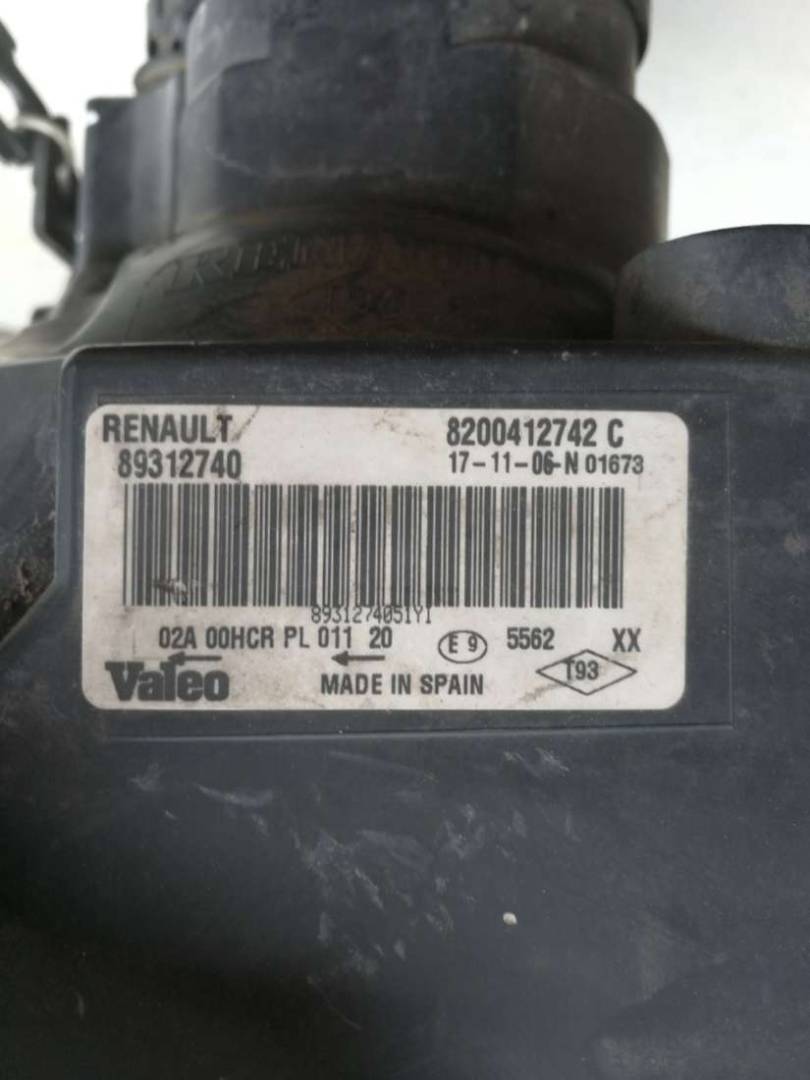 RENAULT 8200412742 C
89312740 17-11-06-N 01673
8931274051Y1
02A 00HCR PL 011 20 E 9 5562 XX
Valeo MADE IN SPAIN T93